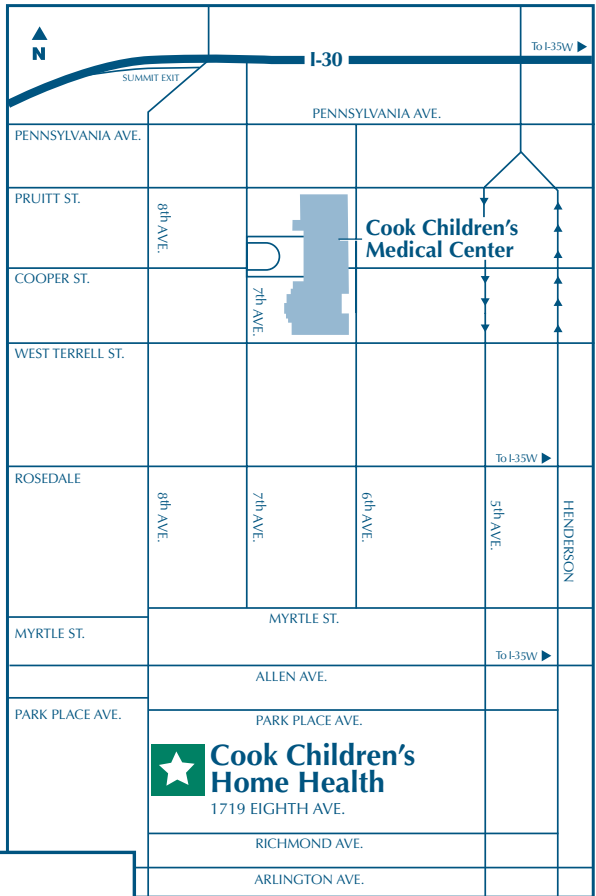 To I-35W
N
I-30
SUMMIT EXIT
PENNSYLVANIA AVE.
PENNSYLVANIA AVE.
PRUITT ST.
8th AVE.
Cook Children's
Medical Center
COOPER ST.
7th AVE.
WEST TERRELL ST.
To I-35W
ROSEDALE
8th AVE.
7th AVE.
6th AVE.
5th AVE.
HENDERSON
MYRTLE ST.
MYRTLE ST.
To I-35W
ALLEN AVE.
PARK PLACE AVE.
PARK PLACE AVE.
Cook Children's
Home Health
1719 EIGHTH AVE.
RICHMOND AVE.
ARLINGTON AVE.